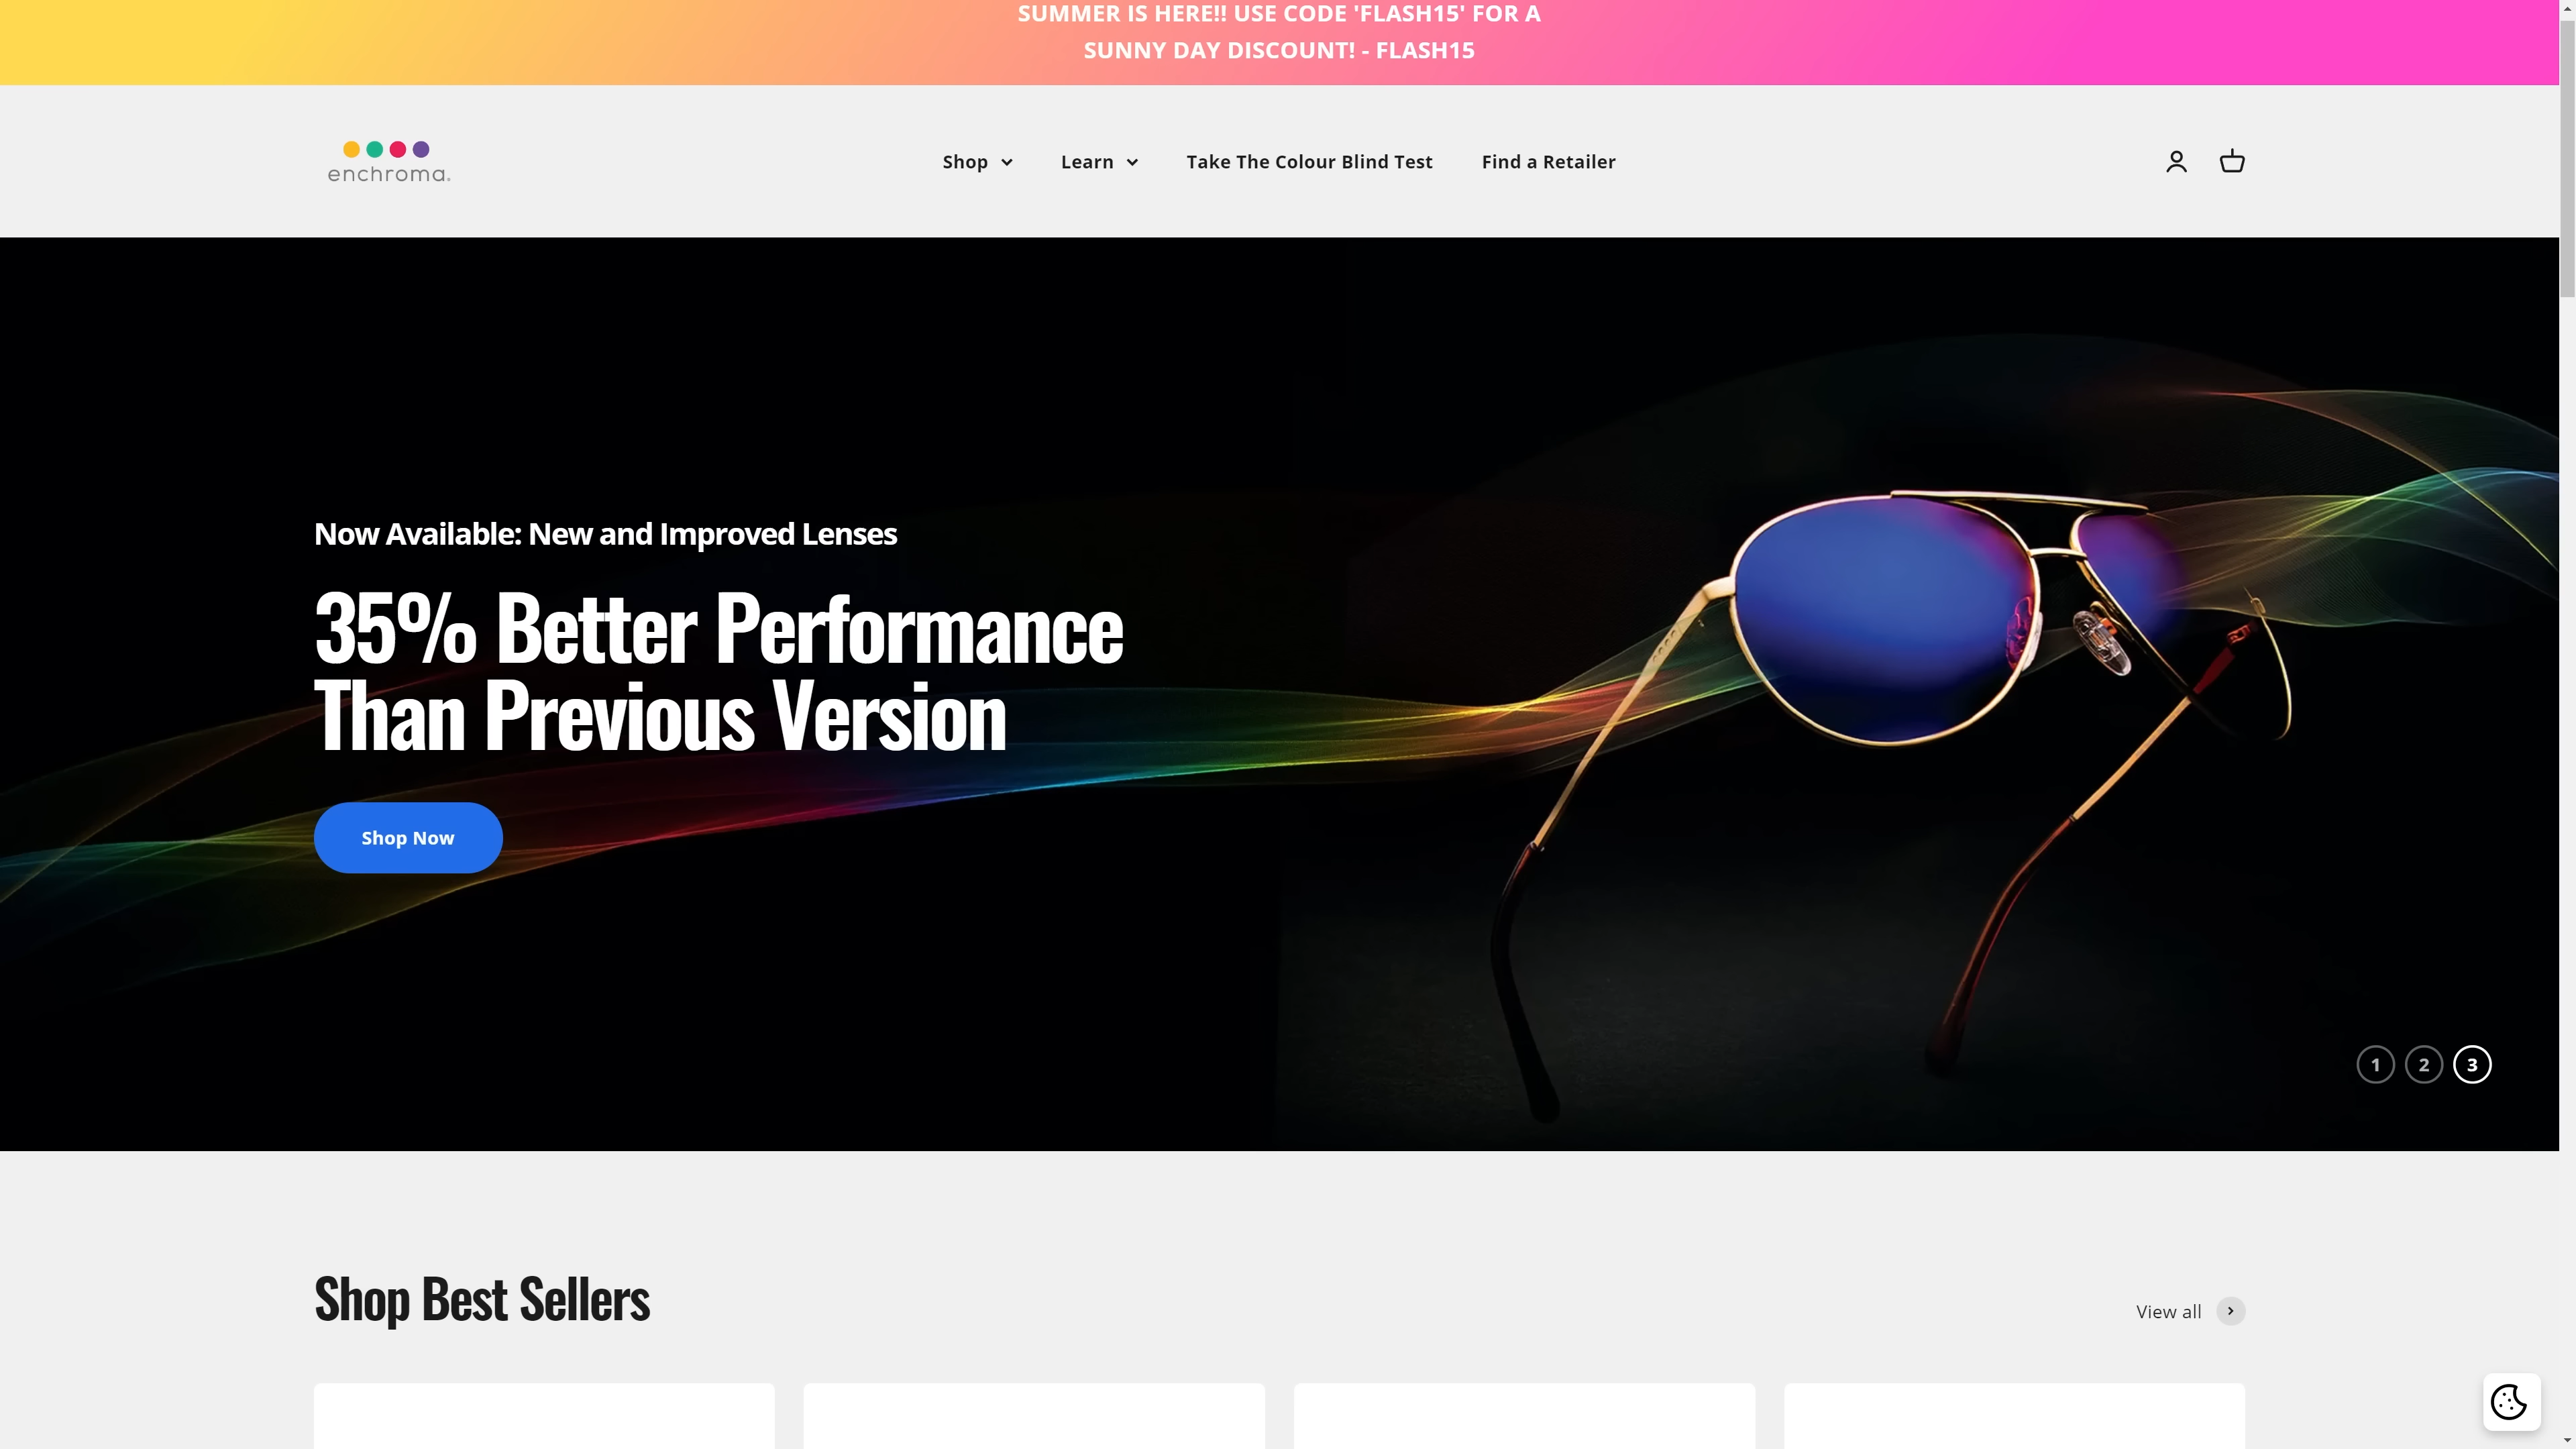 SUMMER IS HERE!! USE CODE 'FLASH15' FOR A
SUNNY DAY DISCOUNT! - FLASH15
enchroma.
Shop
Learn
Take The Colour Blind Test
Find a Retailer
Now Available: New and Improved Lenses
35% Better Performance
Than Previous Version
Shop Now
1 2 3
Shop Best Sellers
View all